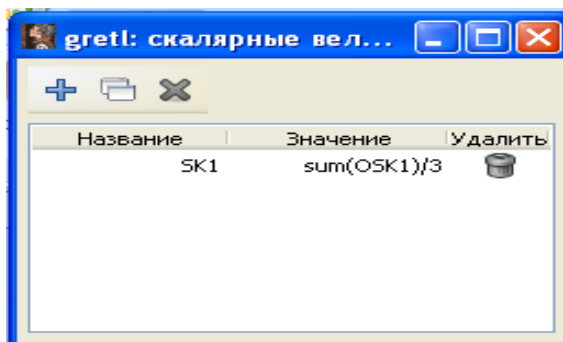 gretl: скалярные вел...
Название Значение Удалить
SK1 sum(OSK1)/3